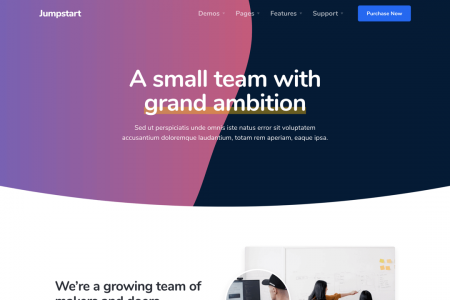 Jumpstart
Demos Pages Features Support Purchase Now
A small team with
grand ambition
Sed ut perspiciatis unde omnis iste natus error sit voluptatem
accusantium doloremque laudantium, totam rem aperiam, eaque ipsa.
We're a growing team of
makers and doers